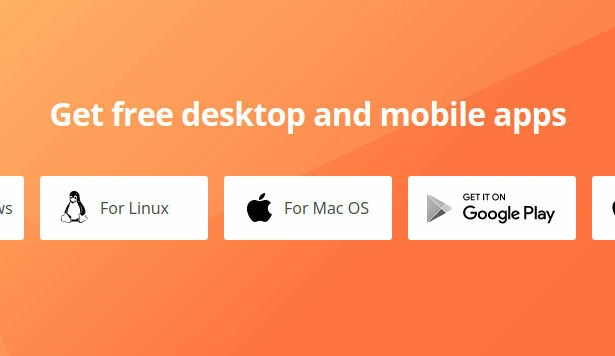 Get free desktop and mobile apps
ws
For Linux
For Mac OS
GET IT ON
Google Play